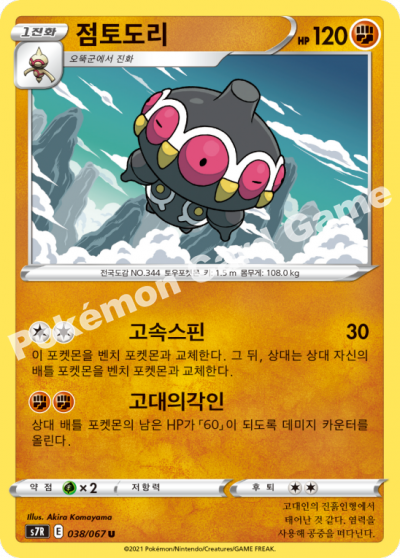 1진화
점토도리
HP 120
오뚝군에서 진화
전국도감 NO.344 토우포켓몬 키: 1.5 m 몸무게: 108.0 kg
고속스핀 30
이 포켓몬을 벤치 포켓몬과 교체한다. 그 뒤, 상대는 상대 자신의
배틀 포켓몬을 벤치 포켓몬과 교체한다.
고대의각인
상대 배틀 포켓몬의 남은 HP가 「60」이 되도록 데미지 카운터를
올린다.
약점 ×2 저항력 후퇴
Illus. Akira Komayama
s7R E 038/067 U
고대인의 진흙인형에서
태어난 것 같다. 염력을
사용해 공중을 떠다닌다.
©2021 Pokémon/Nintendo/Creatures/GAME FREAK.
Pokémon Card Game